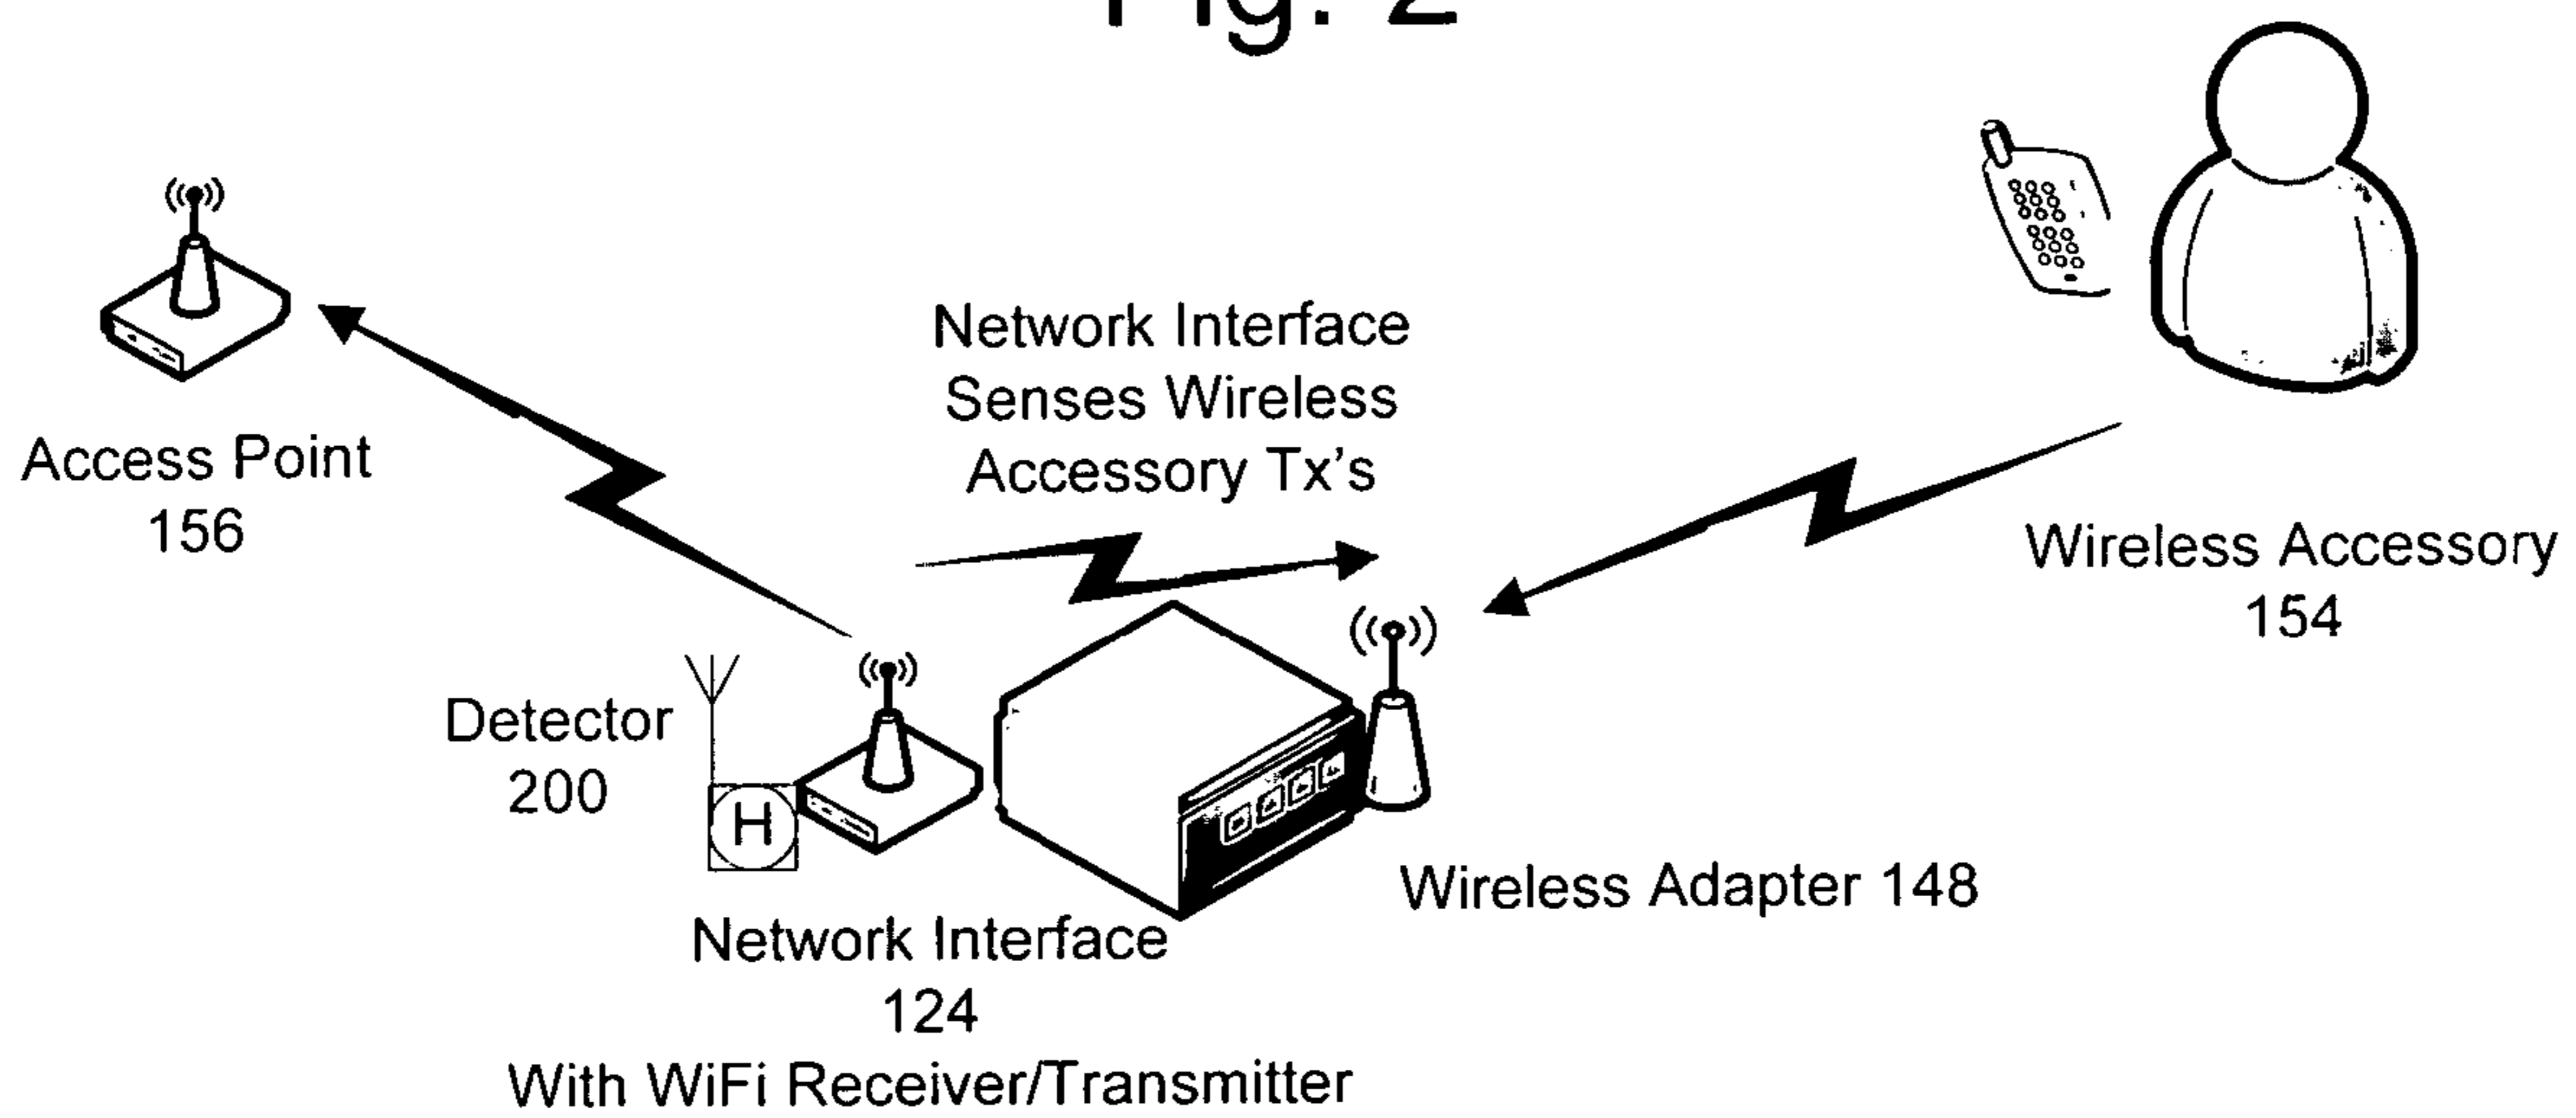 Fig. 2
Network Interface
Senses Wireless
Accessory Tx's
Access Point
156
Wireless Accessory
154
Detector
200
H
Wireless Adapter 148
Network Interface
124
With WiFi Receiver/Transmitter